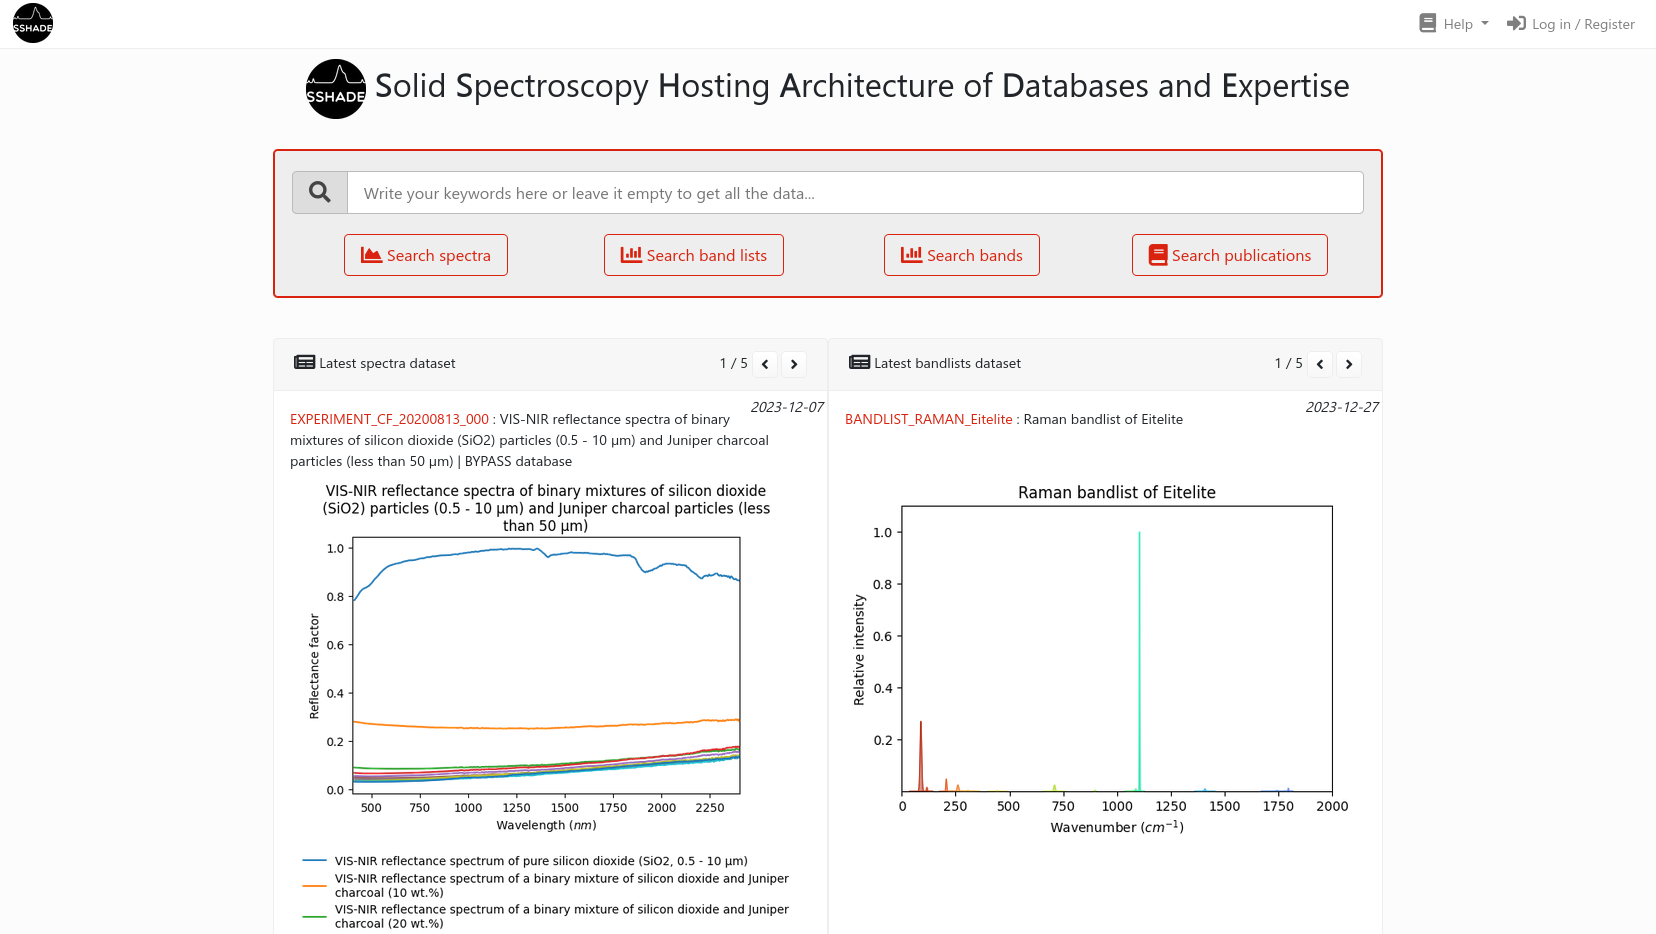 SSHADE
Help
Log in / Register
SSHADE
Solid Spectroscopy Hosting Architecture of Databases and Expertise
Write your keywords here or leave it empty to get all the data...
Search spectra
Search band lists
Search bands
Search publications
Latest spectra dataset
1 / 5
2023-12-07
EXPERIMENT_CF_20200813_000 : VIS-NIR reflectance spectra of binary
mixtures of silicon dioxide (SiO2) particles (0.5 - 10 μm) and Juniper charcoal
particles (less than 50 μm) | BYPASS database
VIS-NIR reflectance spectra of binary mixtures of silicon dioxide
(SiO2) particles (0.5 - 10 μm) and Juniper charcoal particles (less
than 50 μm)
1.0
0.8
0.6
0.4
0.2
0.0
Reflectance factor
500 750 1000 1250 1500 1750 2000 2250
Wavelength (nm)
VIS-NIR reflectance spectrum of pure silicon dioxide (SiO2, 0.5 - 10 μm)
VIS-NIR reflectance spectrum of a binary mixture of silicon dioxide and Juniper
charcoal (10 wt.%)
VIS-NIR reflectance spectrum of a binary mixture of silicon dioxide and Juniper
charcoal (20 wt.%)
Latest bandlists dataset
1 / 5
2023-12-27
BANDLIST_RAMAN_Eitelite : Raman bandlist of Eitelite
Raman bandlist of Eitelite
1.0
0.8
0.6
0.4
0.2
Relative intensity
0 250 500 750 1000 1250 1500 1750 2000
Wavenumber (cm⁻¹)